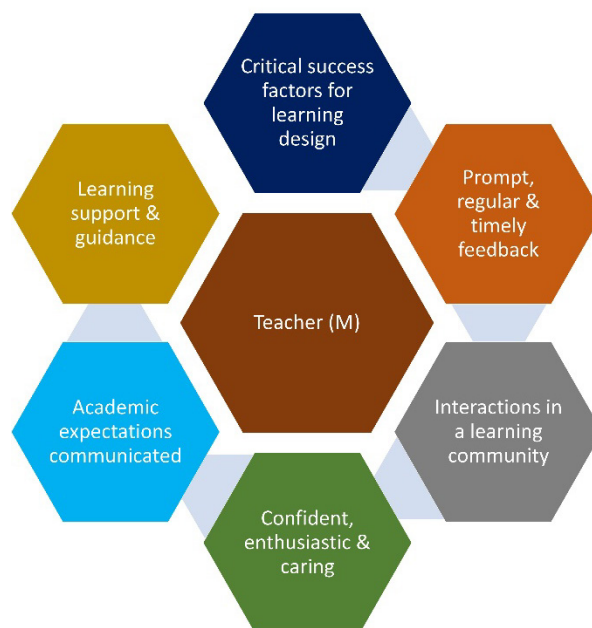 Critical success
factors for
learning
design
Prompt,
regular &
timely
feedback
Interactions in
a learning
community
Confident,
enthusiastic &
caring
Academic
expectations
communicated
Learning
support &
guidance
Teacher (M)